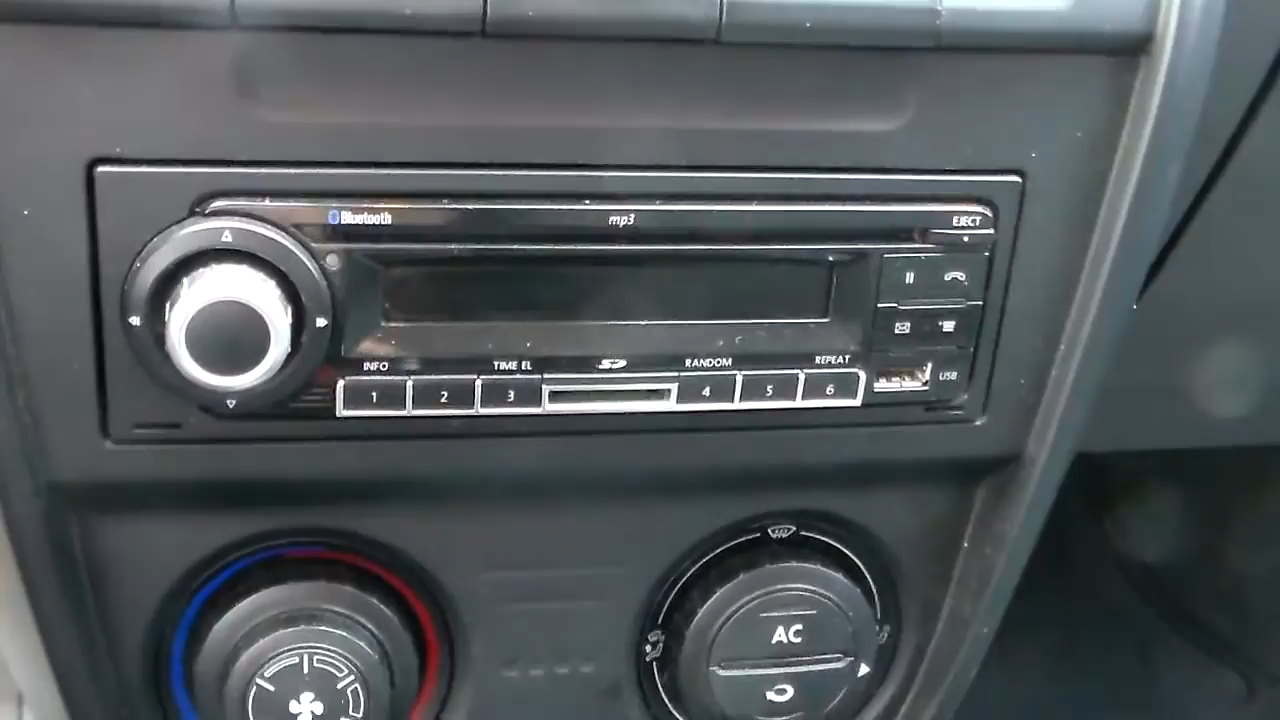 Bluetooth
mp3
EJECT
INFO
TIME EL
SD
RANDOM
REPEAT
1
2
3
4
5
6
USB
AC